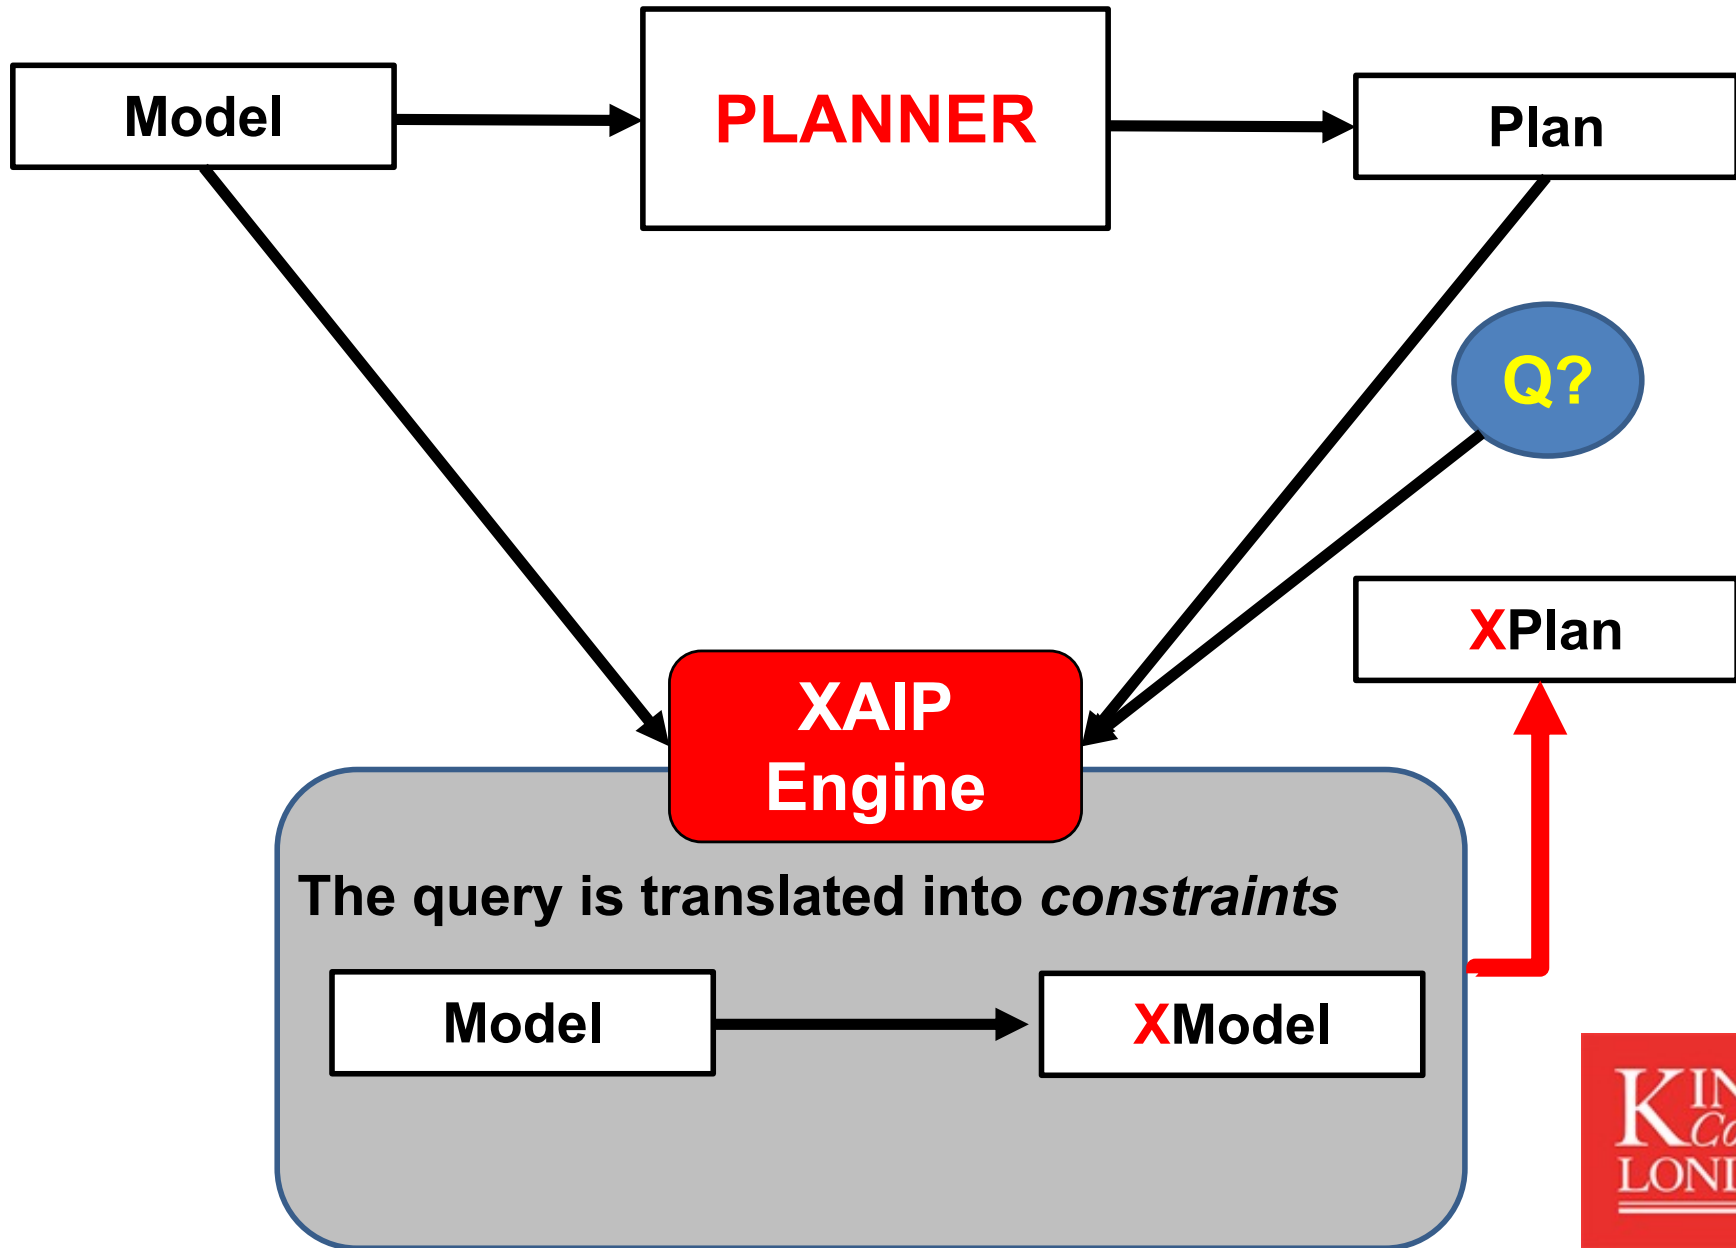 Model
PLANNER
Plan
Q?
XPlan
XAIP
Engine
The query is translated into constraints
Model
XModel